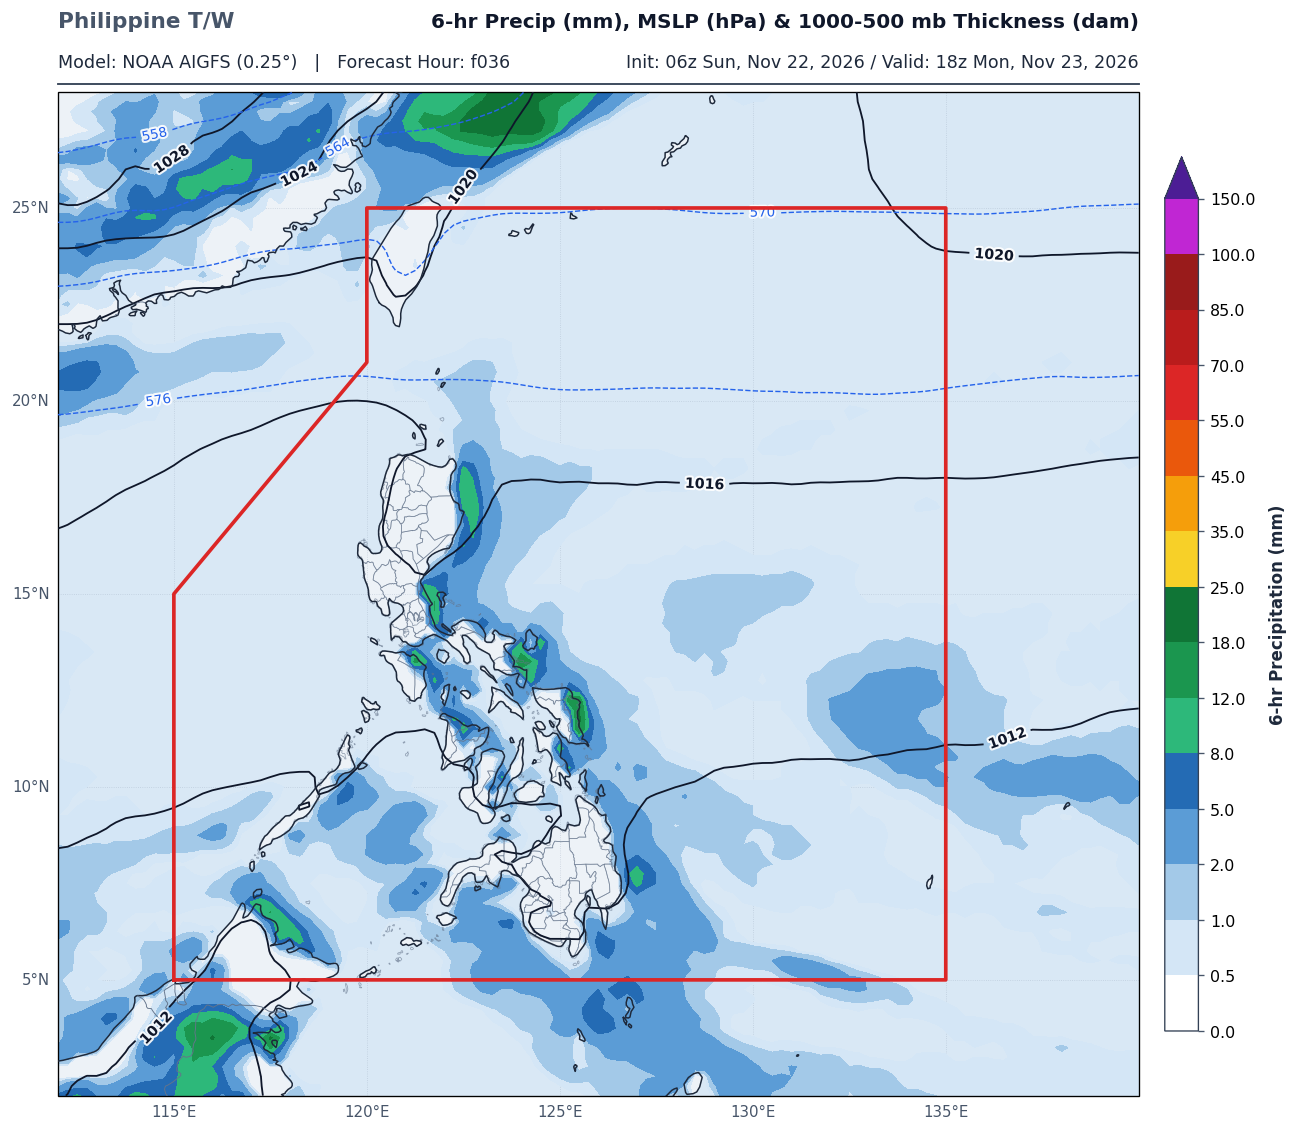 Philippine T/W
6-hr Precip (mm), MSLP (hPa) & 1000-500 mb Thickness (dam)
Model: NOAA AIGFS (0.25°) | Forecast Hour: f036
Init: 06z Sun, Nov 22, 2026 / Valid: 18z Mon, Nov 23, 2026
558
1028
564
1024
1020
570
1020
576
1016
1012
1012
25°N
20°N
15°N
10°N
5°N
115°E
120°E
125°E
130°E
135°E
150.0
100.0
85.0
70.0
55.0
45.0
35.0
25.0
18.0
12.0
8.0
5.0
2.0
1.0
0.5
0.0
6-hr Precipitation (mm)